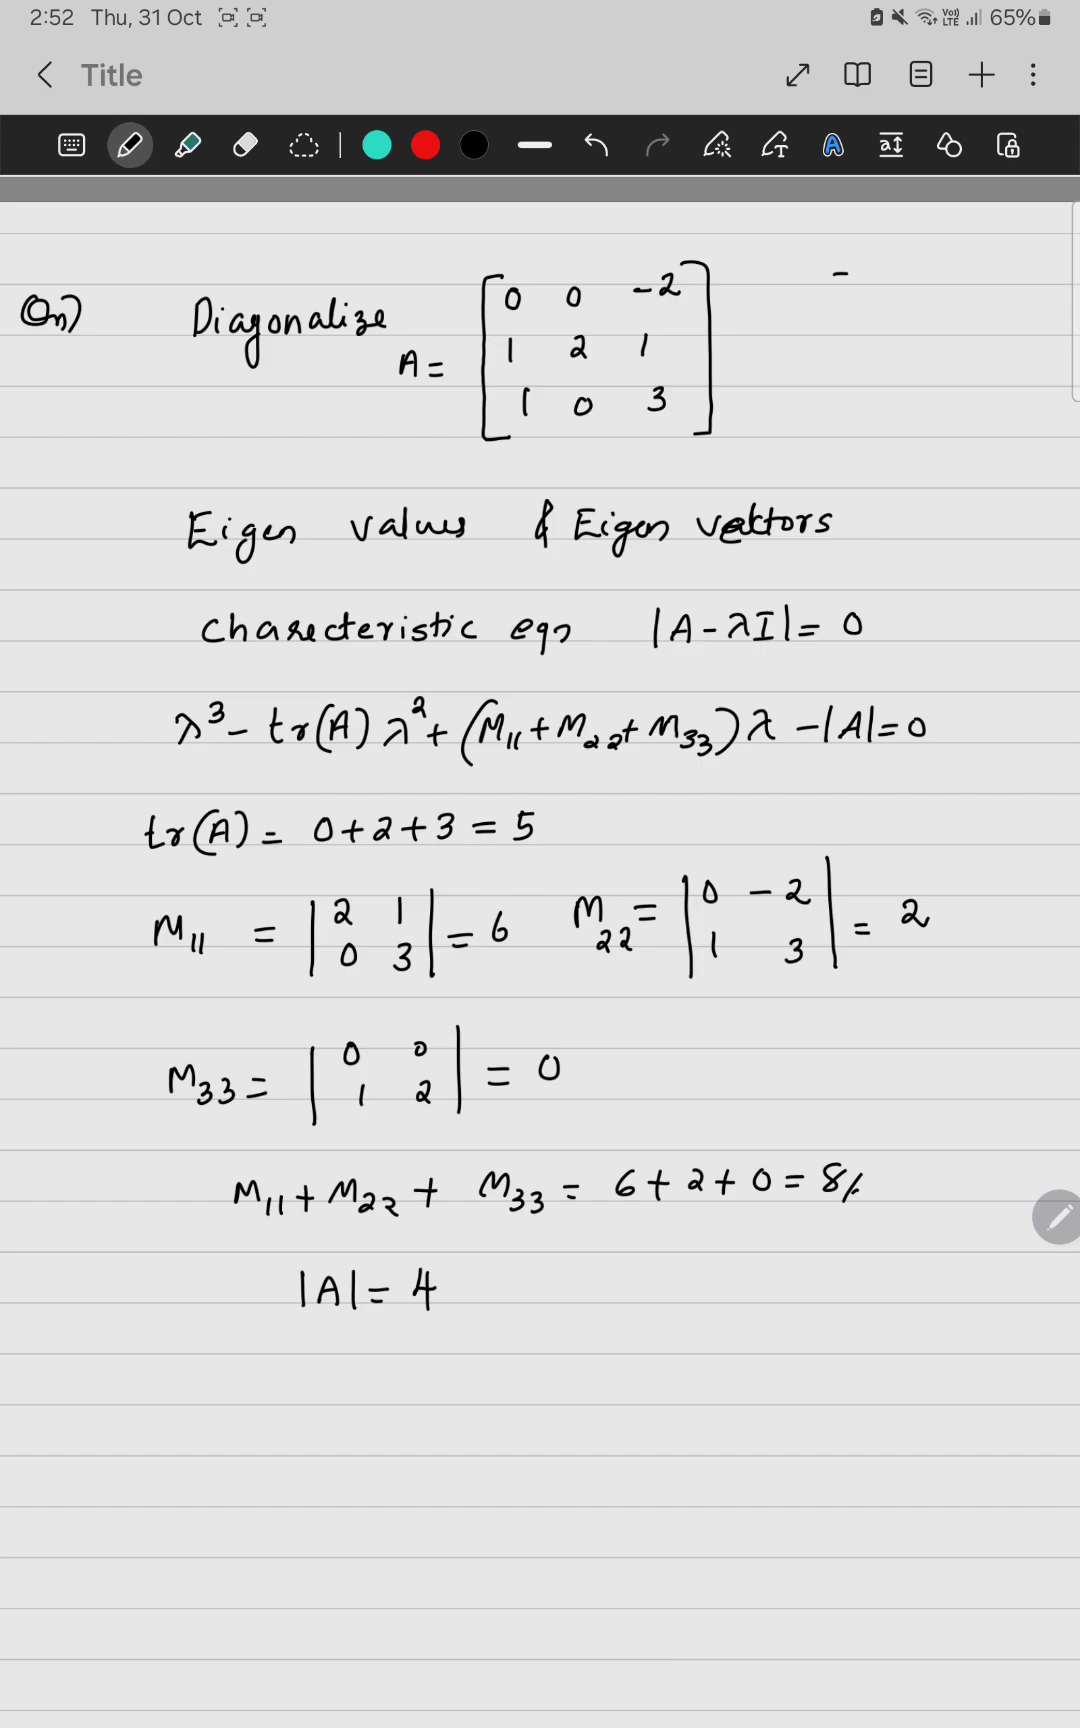 2:52 Thu, 31 Oct 65%
Title
Qn) Diagonalize A = [0 0 -2
1 2 1
1 0 3]
Eigen values & Eigen vectors
charecteristic eqn |A - λI| = 0
λ³ - tr(A) λ² + (M₁₁ + M₂₂ + M₃₃) λ - |A| = 0
tr(A) = 0 + 2 + 3 = 5
M₁₁ = |2 1
0 3| = 6 M₂₂ = |0 -2
1 3| = 2
M₃₃ = |0 0
1 2| = 0
M₁₁ + M₂₂ + M₃₃ = 6 + 2 + 0 = 8
|A| = 4